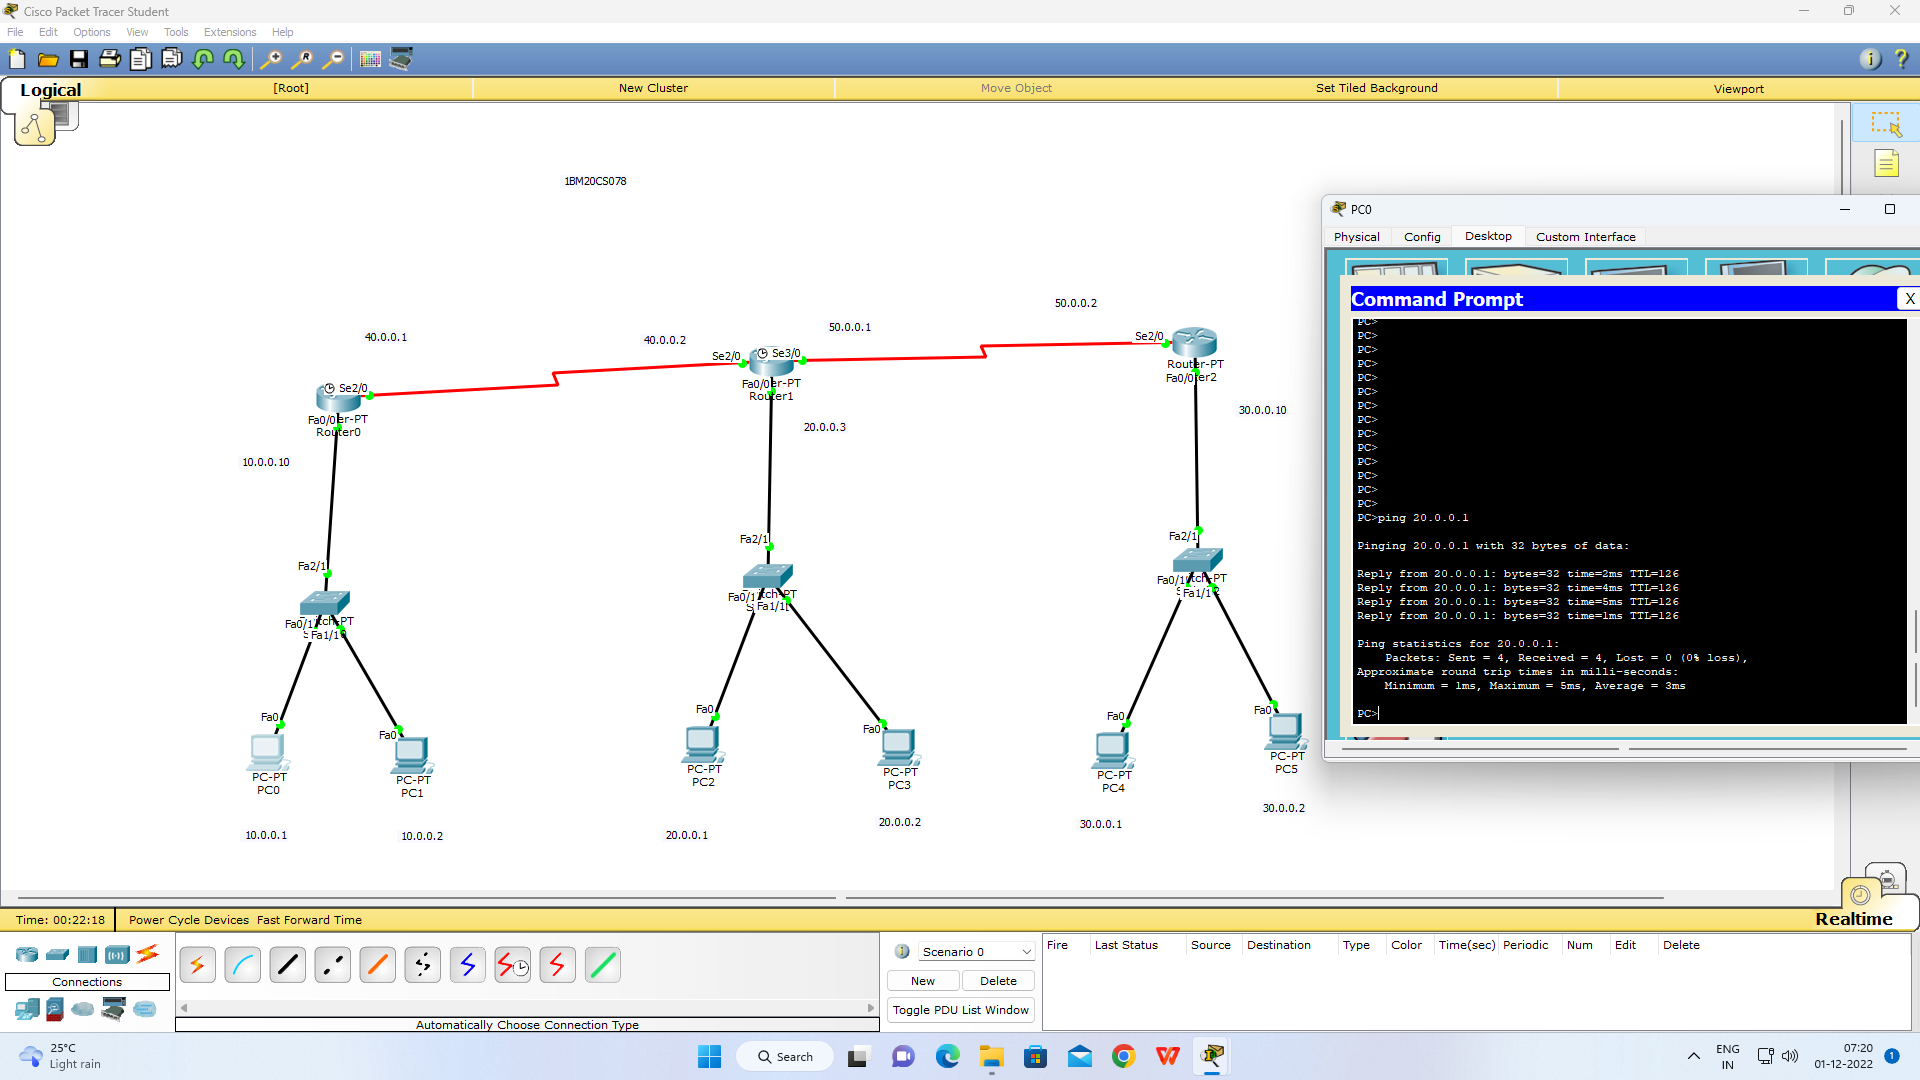 Cisco Packet Tracer Student
File Edit Options View Tools Extensions Help
Logical
[Root]
New Cluster
Move Object
Set Tiled Background
Viewport
1BM20CS078
50.0.0.2
50.0.0.1
40.0.0.1
40.0.0.2
Se2/0
Se2/0
Se3/0
Se2/0
Router-PT
Fa0/0er2
Fa0/0er-PT
Router1
Fa0/0er-PT
Router0
30.0.0.10
20.0.0.3
10.0.0.10
Fa2/1
Fa2/1
Fa2/1
Fa0/1
tch-PT
Fa1/1
Fa0/1
tch-PT
Fa1/1
Fa0/1
tch-PT
Fa1/1
Fa0
Fa0
Fa0
Fa0
Fa0
Fa0
PC-PT
PC0
PC-PT
PC1
PC-PT
PC2
PC-PT
PC3
PC-PT
PC4
PC-PT
PC5
10.0.0.1
10.0.0.2
20.0.0.1
20.0.0.2
30.0.0.1
30.0.0.2
PC0
Physical Config Desktop Custom Interface
Command Prompt
X
PC>
PC>
PC>
PC>
PC>
PC>
PC>
PC>
PC>
PC>
PC>
PC>
PC>
PC>
PC>ping 20.0.0.1
Pinging 20.0.0.1 with 32 bytes of data:
Reply from 20.0.0.1: bytes=32 time=2ms TTL=126
Reply from 20.0.0.1: bytes=32 time=4ms TTL=126
Reply from 20.0.0.1: bytes=32 time=5ms TTL=126
Reply from 20.0.0.1: bytes=32 time=1ms TTL=126
Ping statistics for 20.0.0.1:
Packets: Sent = 4, Received = 4, Lost = 0 (0% loss),
Approximate round trip times in milli-seconds:
Minimum = 1ms, Maximum = 5ms, Average = 3ms
PC>
Time: 00:22:18 Power Cycle Devices Fast Forward Time
Realtime
Connections
Automatically Choose Connection Type
Scenario 0
New Delete
Toggle PDU List Window
Fire Last Status Source Destination Type Color Time(sec) Periodic Num Edit Delete
25°C
Light rain
Search
ENG
IN
07:20
01-12-2022
1